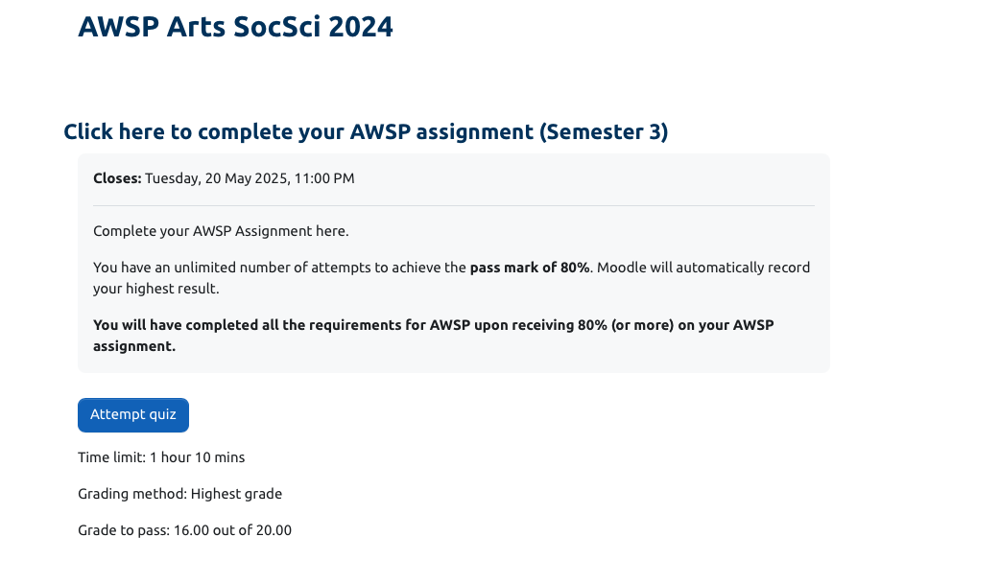 AWSP Arts SocSci 2024
Click here to complete your AWSP assignment (Semester 3)
Closes: Tuesday, 20 May 2025, 11:00 PM
Complete your AWSP Assignment here.
You have an unlimited number of attempts to achieve the pass mark of 80%. Moodle will automatically record
your highest result.
You will have completed all the requirements for AWSP upon receiving 80% (or more) on your AWSP
assignment.
Attempt quiz
Time limit: 1 hour 10 mins
Grading method: Highest grade
Grade to pass: 16.00 out of 20.00